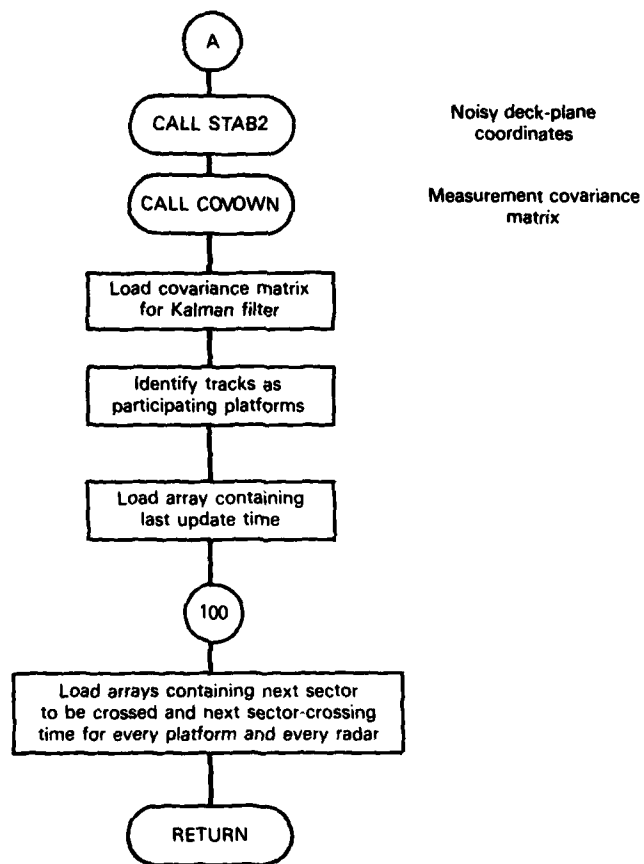 A
CALL STAB2
Noisy deck-plane
coordinates
CALL COVOWN
Measurement covariance
matrix
Load covariance matrix
for Kalman filter
Identify tracks as
participating platforms
Load array containing
last update time
100
Load arrays containing next sector
to be crossed and next sector-crossing
time for every platform and every radar
RETURN